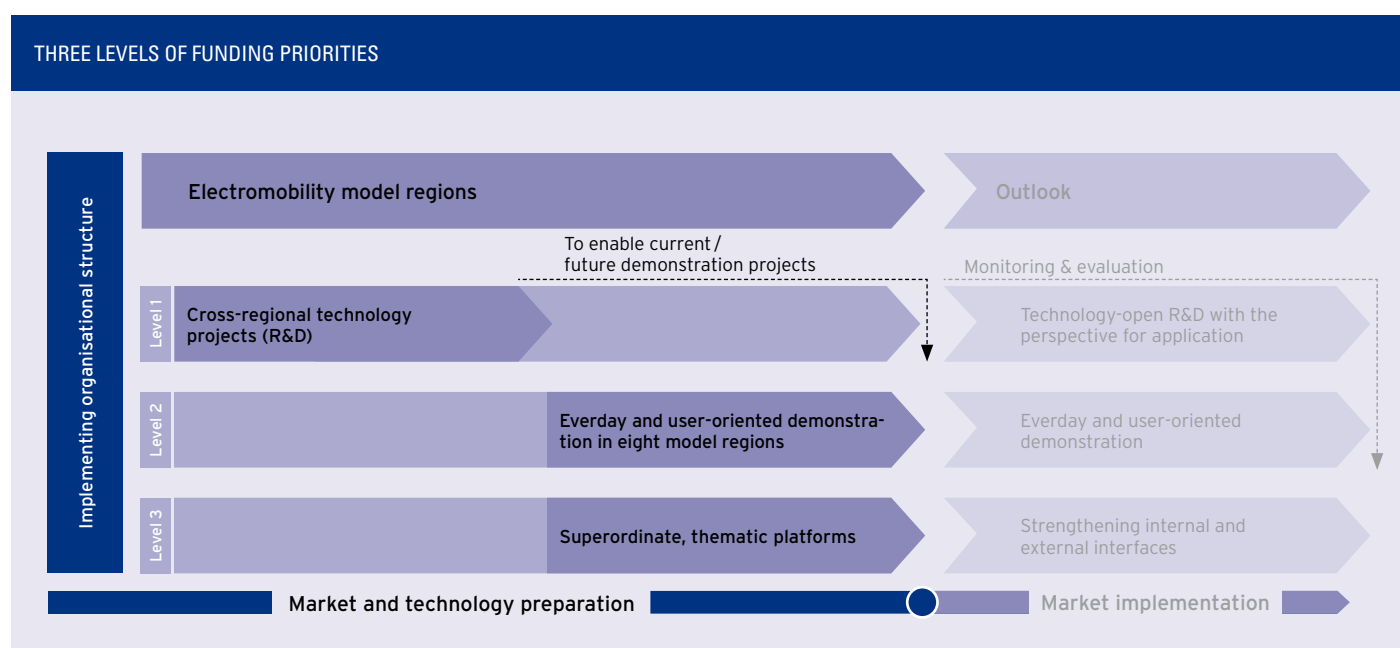 THREE LEVELS OF FUNDING PRIORITIES
Implementing organisational structure
Electromobility model regions
Outlook
To enable current /
future demonstration projects
Monitoring & evaluation
Level 1
Cross-regional technology
projects (R&D)
Technology-open R&D with the
perspective for application
Level 2
Everday and user-oriented demonstra-
tion in eight model regions
Everday and user-oriented
demonstration
Level 3
Superordinate, thematic platforms
Strengthening internal and
external interfaces
Market and technology preparation
Market implementation